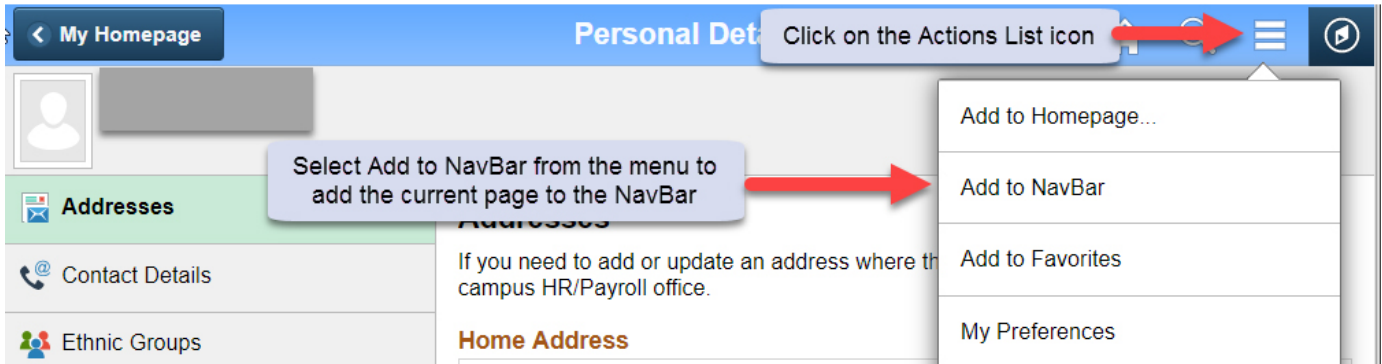 My Homepage
Personal Det
Click on the Actions List icon
Add to Homepage...
Select Add to NavBar from the menu to
add the current page to the NavBar
Add to NavBar
Addresses
Addresses
If you need to add or update an address where th
campus HR/Payroll office.
Add to Favorites
Contact Details
Home Address
My Preferences
Ethnic Groups